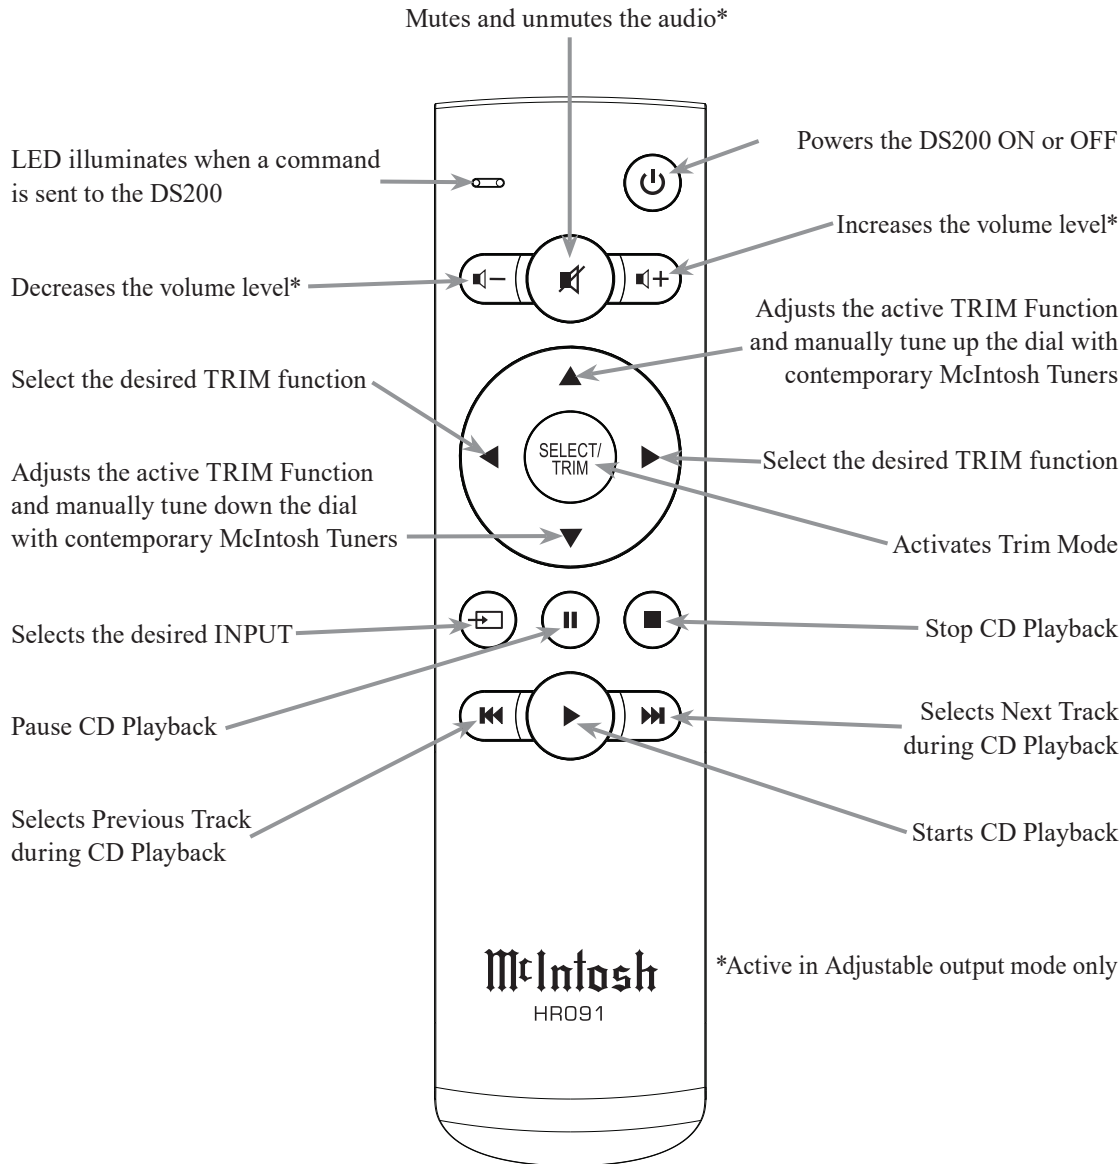 Mutes and unmutes the audio*
LED illuminates when a command
is sent to the DS200
Powers the DS200 ON or OFF
Increases the volume level*
Decreases the volume level*
Adjusts the active TRIM Function
and manually tune up the dial with
contemporary McIntosh Tuners
Select the desired TRIM function
SELECT/
TRIM
Select the desired TRIM function
Adjusts the active TRIM Function
and manually tune down the dial
with contemporary McIntosh Tuners
Activates Trim Mode
Selects the desired INPUT
Stop CD Playback
Pause CD Playback
Selects Next Track
during CD Playback
Selects Previous Track
during CD Playback
Starts CD Playback
McIntosh
HR091
*Active in Adjustable output mode only